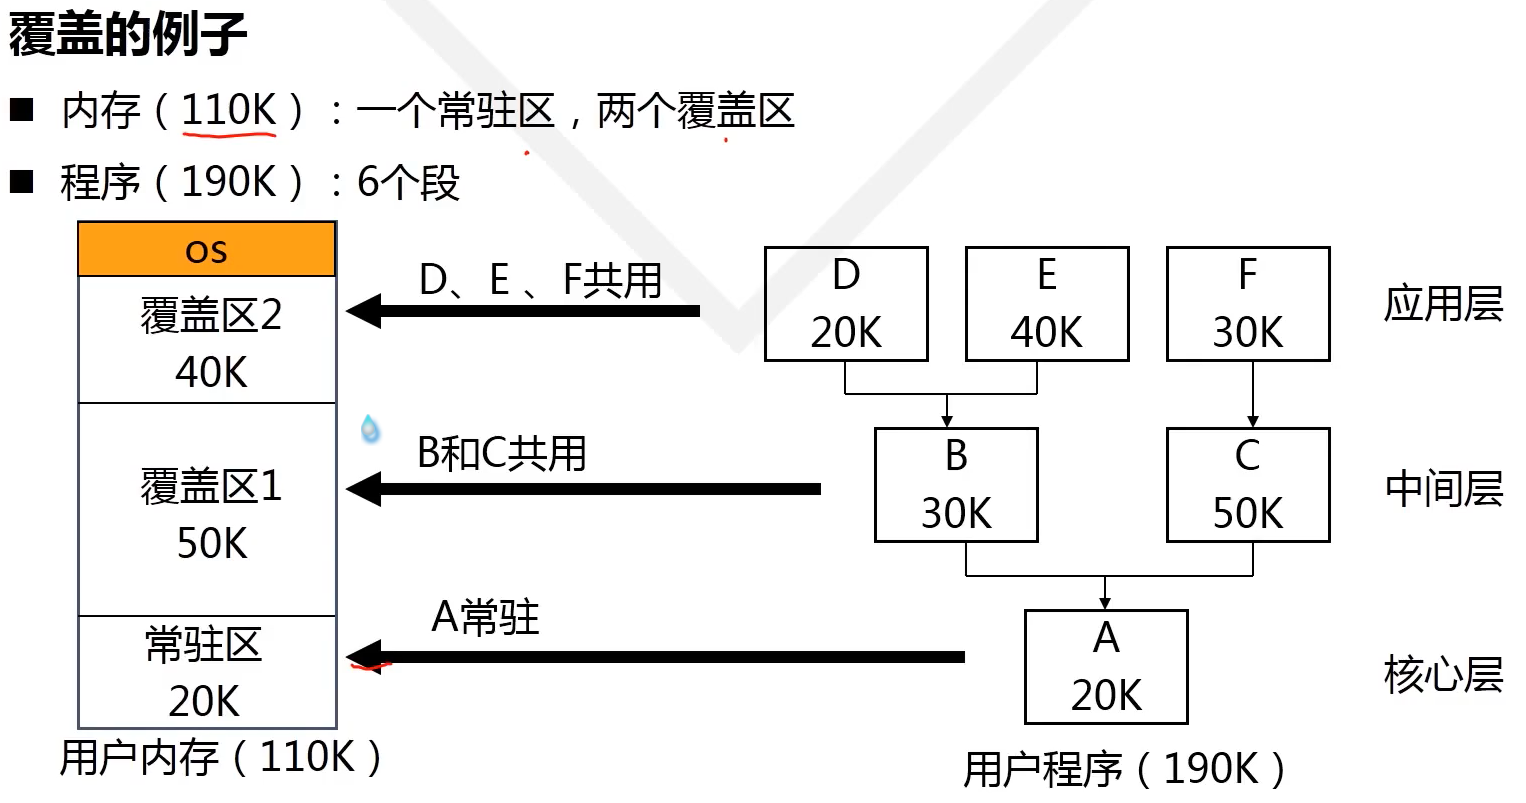 覆盖的例子
■ 内存（110K）：一个常驻区，两个覆盖区
■ 程序（190K）：6个段
os
覆盖区2
40K
覆盖区1
50K
常驻区
20K
用户内存（110K）
D、E 、F共用
B和C共用
A常驻
D
20K
E
40K
F
30K
应用层
B
30K
C
50K
中间层
A
20K
核心层
用户程序（190K）